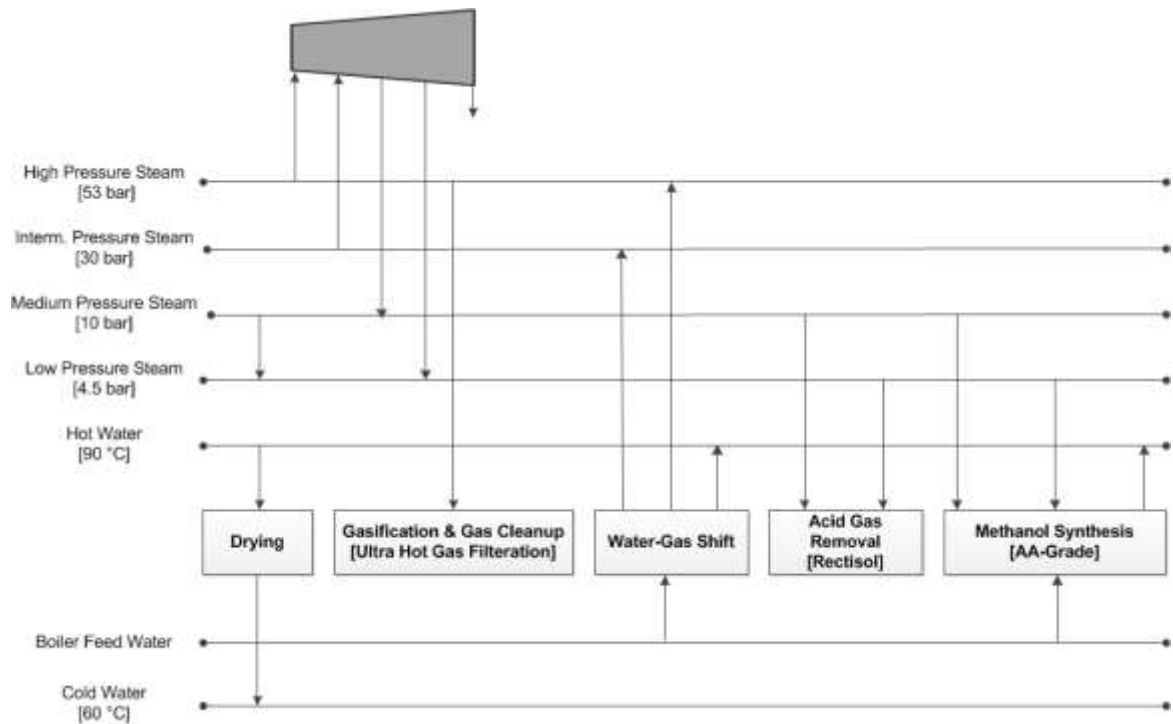 High Pressure Steam
[53 bar]
Interm. Pressure Steam
[30 bar]
Medium Pressure Steam
[10 bar]
Low Pressure Steam
[4.5 bar]
Hot Water
[90 °C]
Drying
Gasification & Gas Cleanup
[Ultra Hot Gas Filteration]
Water-Gas Shift
Acid Gas
Removal
[Rectisol]
Methanol Synthesis
[AA-Grade]
Boiler Feed Water
Cold Water
[60 °C]